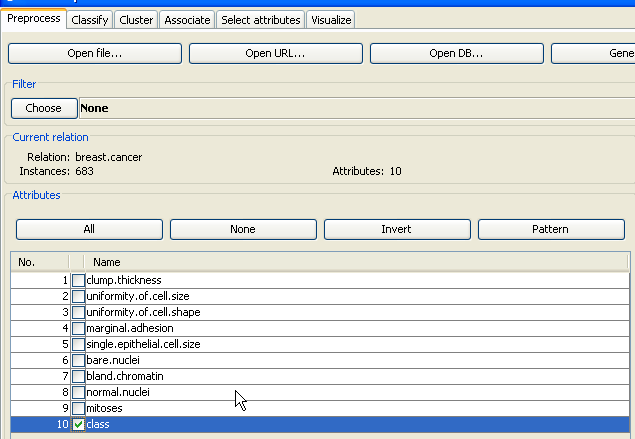 Preprocess Classify Cluster Associate Select attributes Visualize
Open file... Open URL... Open DB... Gene
Filter
Choose None
Current relation
Relation: breast.cancer
Instances: 683 Attributes: 10
Attributes
All None Invert Pattern
No. Name
1 clump.thickness
2 uniformity.of.cell.size
3 uniformity.of.cell.shape
4 marginal.adhesion
5 single.epithelial.cell.size
6 bare.nuclei
7 bland.chromatin
8 normal.nuclei
9 mitoses
10 class